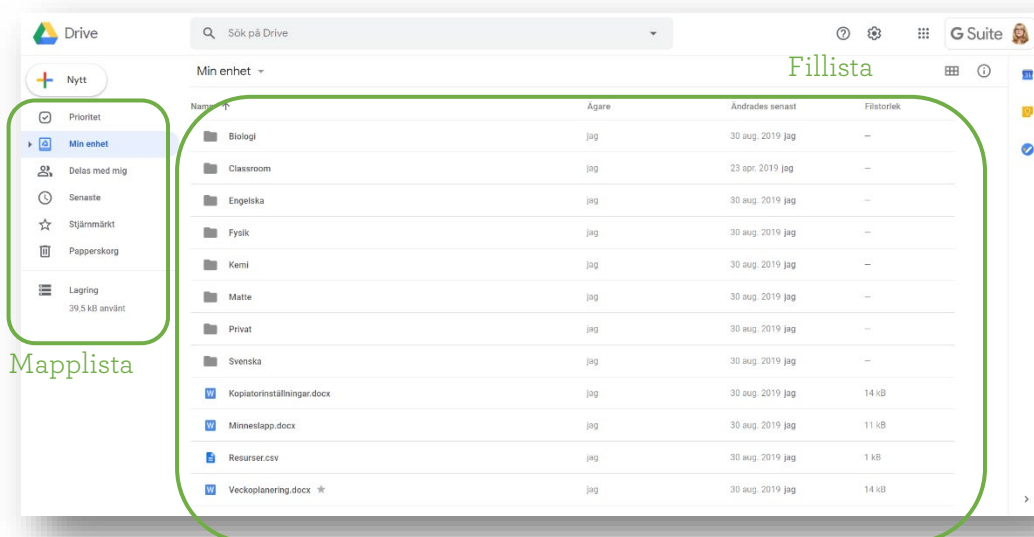 Drive
Sök på Drive
G Suite
Nytt
Min enhet
Fillista
Prioritet
Min enhet
Delas med mig
Senaste
Stjärnmärkt
Papperskorg
Lagring
39,5 kB använt
Mapplista
Namn Ägare Ändrades senast Filstorlek
Biologi jag 30 aug. 2019 jag –
Classroom jag 23 apr. 2019 jag –
Engelska jag 30 aug. 2019 jag –
Fysik jag 30 aug. 2019 jag –
Kemi jag 30 aug. 2019 jag –
Matte jag 30 aug. 2019 jag –
Privat jag 30 aug. 2019 jag –
Svenska jag 30 aug. 2019 jag –
Kopiatorinställningar.docx jag 30 aug. 2019 jag 14 kB
Minneslapp.docx jag 30 aug. 2019 jag 11 kB
Resurser.csv jag 30 aug. 2019 jag 1 kB
Veckoplanering.docx jag 30 aug. 2019 jag 14 kB